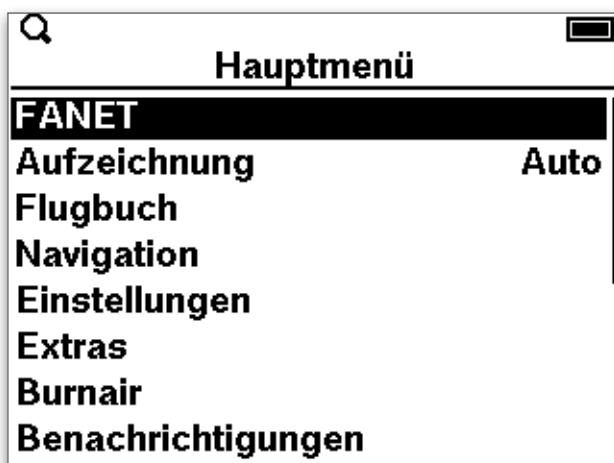 Hauptmenü
FANET
Aufzeichnung Auto
Flugbuch
Navigation
Einstellungen
Extras
Burnair
Benachrichtigungen